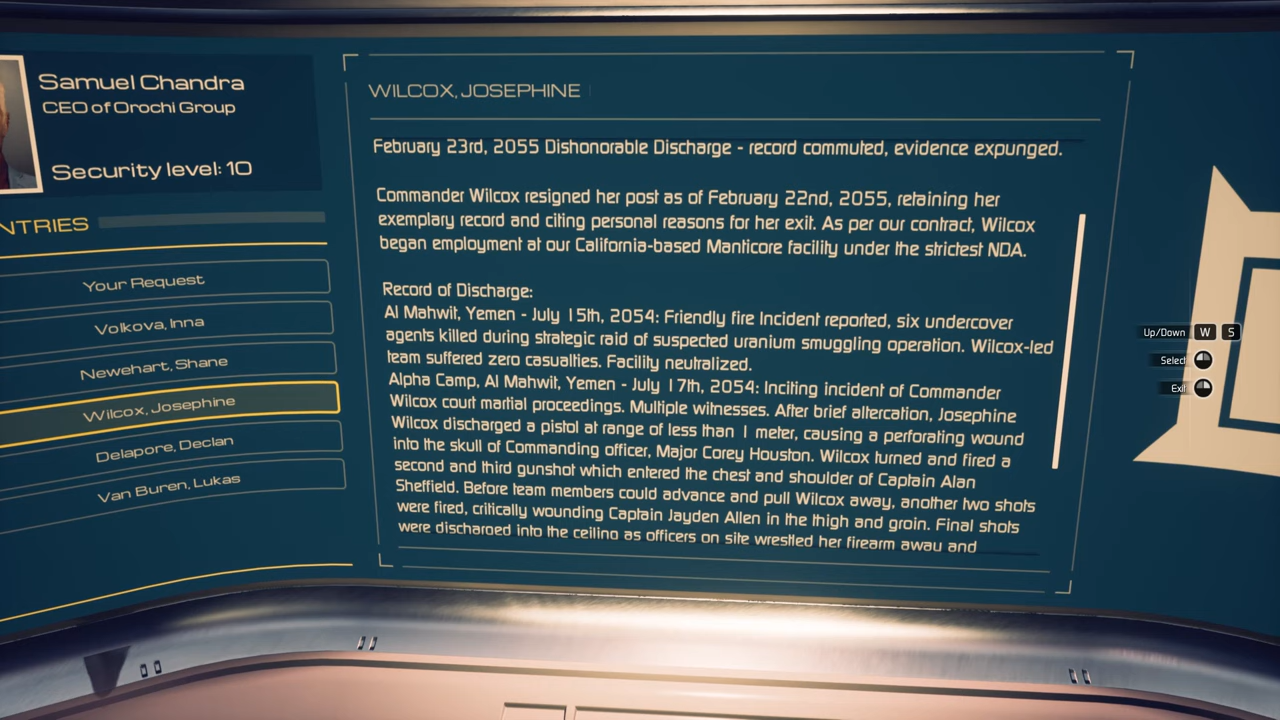 Samuel Chandra
CEO of Orochi Group
Security level: 10
NTRIES
Your Request
Volkova, Inna
Newehart, Shane
Wilcox, Josephine
Delapore, Declan
Van Buren, Lukas
WILCOX, JOSEPHINE
February 23rd, 2055 Dishonorable Discharge - record commuted, evidence expunged.
Commander Wilcox resigned her post as of February 22nd, 2055, retaining her
exemplary record and citing personal reasons for her exit. As per our contract, Wilcox
began employment at our California-based Manticore facility under the strictest NDA.
Record of Discharge:
Al Mahwit, Yemen - July 15th, 2054: Friendly fire Incident reported, six undercover
agents killed during strategic raid of suspected uranium smuggling operation. Wilcox-led
team suffered zero casualties. Facility neutralized.
Alpha Camp, Al Mahwit, Yemen - July 17th, 2054: Inciting incident of Commander
Wilcox court martial proceedings. Multiple witnesses. After brief altercation, Josephine
Wilcox discharged a pistol at range of less than 1 meter, causing a perforating wound
into the skull of Commanding officer, Major Corey Houston. Wilcox turned and fired a
second and third gunshot which entered the chest and shoulder of Captain Alan
Sheffield. Before team members could advance and pull Wilcox away, another two shots
were fired, critically wounding Captain Jayden Allen in the thigh and groin. Final shots
were discharged into the ceiling as officers on site wrestled her firearm away and
Up/Down W S
Select
Exit